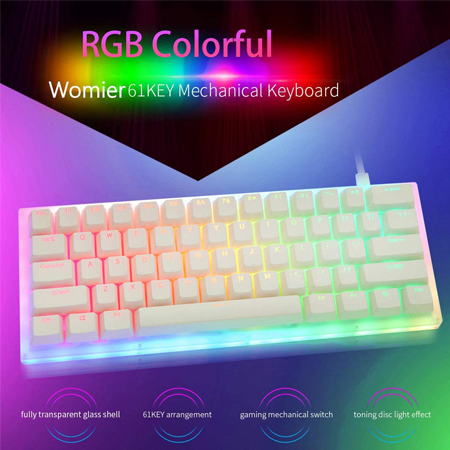 RGB Colorful
Womier 61KEY Mechanical Keyboard
fully transparent glass shell
61KEY arrangement
gaming mechanical switch
toning disc light effect